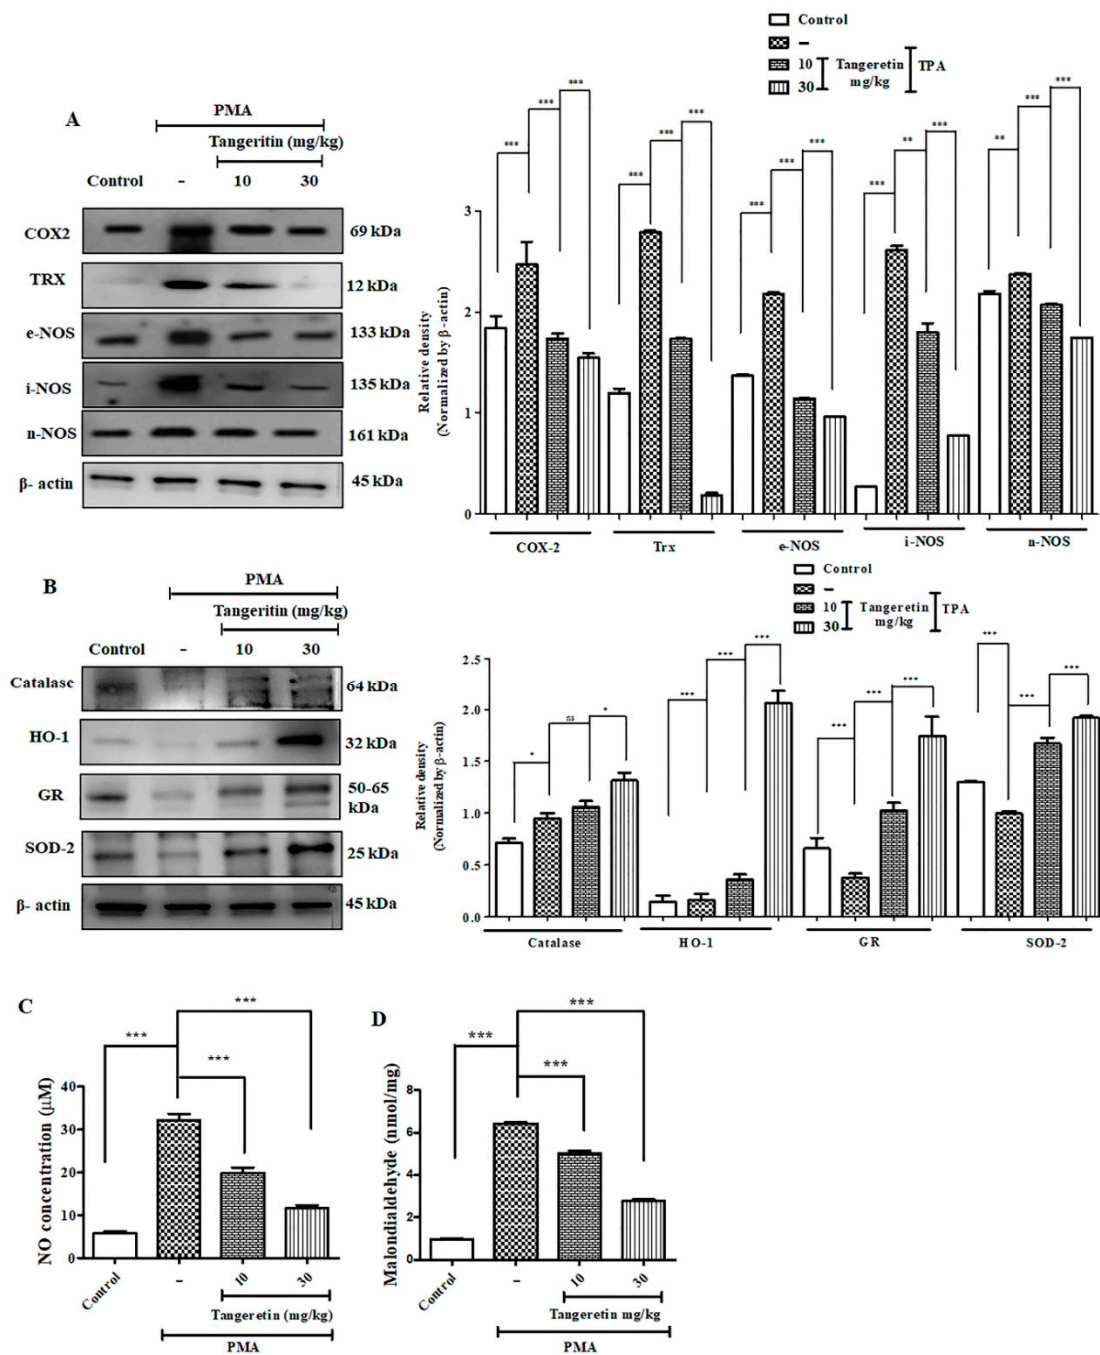 A
PMA
Tangeritin (mg/kg)
Control – 10 30
COX2 69 kDa
TRX 12 kDa
e-NOS 133 kDa
i-NOS 135 kDa
n-NOS 161 kDa
β- actin 45 kDa
Control
–
10 Tangeretin TPA
30 mg/kg
*** *** *** *** *** *** *** *** *** *** ** *** ** *** ***
Relative density
(Normalized by β-actin)
3
2
1
0
COX-2 Trx e-NOS i-NOS n-NOS
B
PMA
Tangeritin (mg/kg)
Control – 10 30
Catalase 64 kDa
HO-1 32 kDa
GR 50-65
kDa
SOD-2 25 kDa
β- actin 45 kDa
Control
–
10 Tangeretin TPA
30 mg/kg
* ns * *** *** *** *** *** *** *** *** ***
Relative density
(Normalized by β-actin)
2.5
2.0
1.5
1.0
0.5
0.0
Catalase HO-1 GR SOD-2
C
*** *** ***
NO concentration (μM)
40
30
20
10
0
Control – 10 30
Tangeretin (mg/kg)
PMA
D
*** *** ***
Malondialdehyde (nmol/mg)
8
6
4
2
0
Control – 10 30
Tangeretin mg/kg
PMA